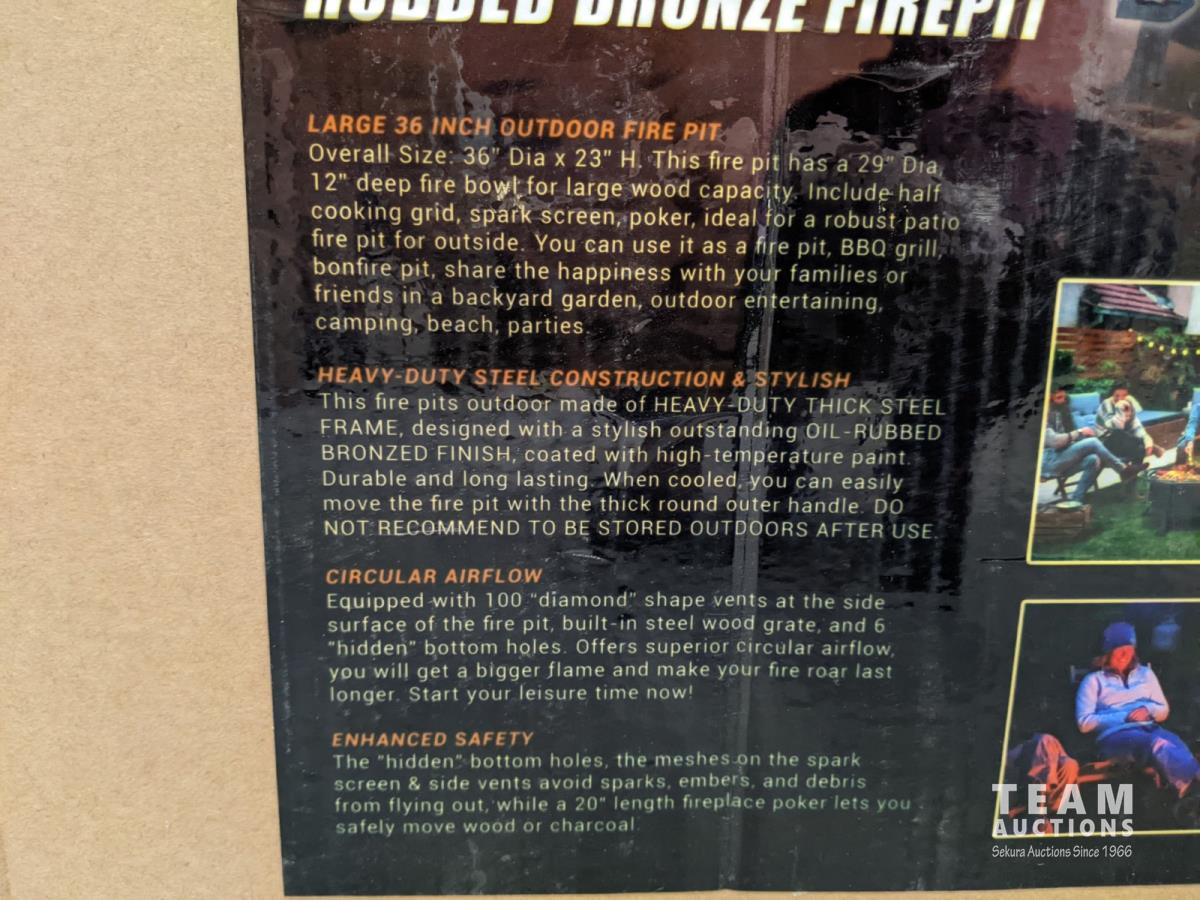 RUBBED BRONZE FIREPIT
LARGE 36 INCH OUTDOOR FIRE PIT
Overall Size: 36" Dia x 23" H. This fire pit has a 29" Dia,
12" deep fire bowl for large wood capacity. Include half
cooking grid, spark screen, poker, ideal for a robust patio
fire pit for outside. You can use it as a fire pit, BBQ grill,
bonfire pit, share the happiness with your families or
friends in a backyard garden, outdoor entertaining,
camping, beach, parties.
HEAVY-DUTY STEEL CONSTRUCTION & STYLISH
This fire pits outdoor made of HEAVY-DUTY THICK STEEL
FRAME, designed with a stylish outstanding OIL-RUBBED
BRONZED FINISH, coated with high-temperature paint.
Durable and long lasting. When cooled, you can easily
move the fire pit with the thick round outer handle. DO
NOT RECOMMEND TO BE STORED OUTDOORS AFTER USE.
CIRCULAR AIRFLOW
Equipped with 100 "diamond" shape vents at the side
surface of the fire pit, built-in steel wood grate, and 6
"hidden" bottom holes. Offers superior circular airflow,
you will get a bigger flame and make your fire roar last
longer. Start your leisure time now!
ENHANCED SAFETY
The "hidden" bottom holes, the meshes on the spark
screen & side vents avoid sparks, embers, and debris
from flying out, while a 20" length fireplace poker lets you
safely move wood or charcoal.
TEAM
AUCTIONS
Sekura Auctions Since 1966